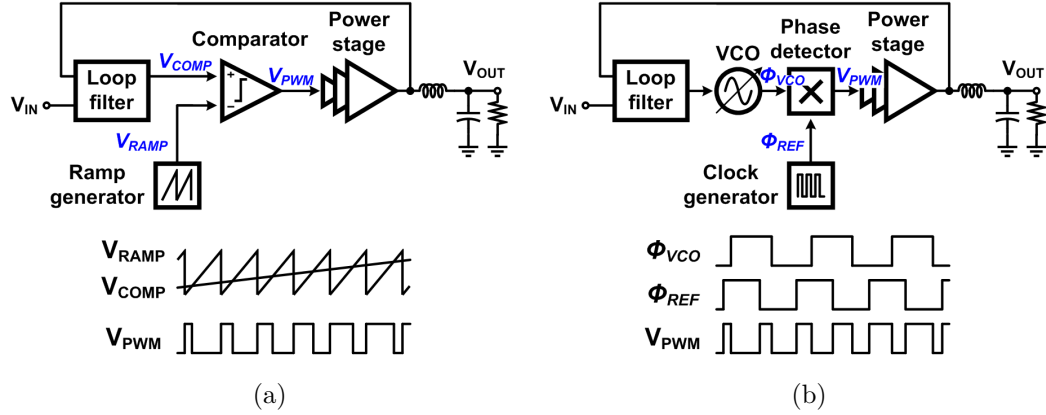 Power
stage
Comparator
V_COMP
V_PWM
Loop
filter
+
−
V_OUT
V_IN
V_RAMP
Ramp
generator
V_RAMP
V_COMP
V_PWM
(a)
Power
stage
Phase
detector
VCO
Φ_VCO
V_PWM
Loop
filter
V_OUT
V_IN
Φ_REF
Clock
generator
Φ_VCO
Φ_REF
V_PWM
(b)